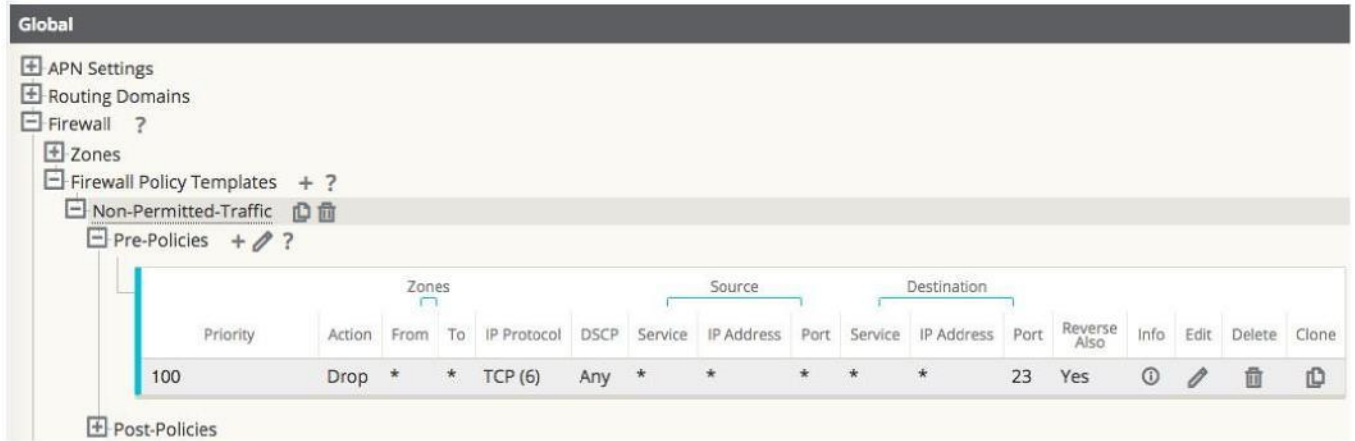 Global
APN Settings
Routing Domains
Firewall ?
Zones
Firewall Policy Templates + ?
Non-Permitted-Traffic
Pre-Policies + ?
Zones Source Destination
Priority Action From To IP Protocol DSCP Service IP Address Port Service IP Address Port Reverse Also Info Edit Delete Clone
100 Drop * * TCP (6) Any * * * * * 23 Yes
Post-Policies